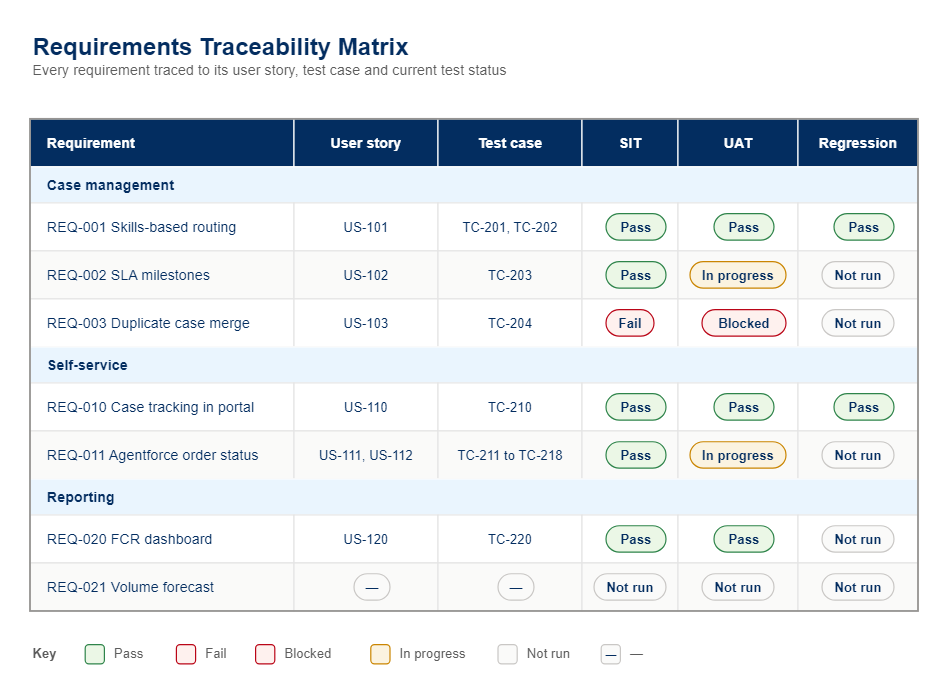 Requirements Traceability Matrix
Every requirement traced to its user story, test case and current test status
Requirement User story Test case SIT UAT Regression
Case management
REQ-001 Skills-based routing US-101 TC-201, TC-202 Pass Pass Pass
REQ-002 SLA milestones US-102 TC-203 Pass In progress Not run
REQ-003 Duplicate case merge US-103 TC-204 Fail Blocked Not run
Self-service
REQ-010 Case tracking in portal US-110 TC-210 Pass Pass Pass
REQ-011 Agentforce order status US-111, US-112 TC-211 to TC-218 Pass In progress Not run
Reporting
REQ-020 FCR dashboard US-120 TC-220 Pass Pass Not run
REQ-021 Volume forecast — — Not run Not run Not run
Key Pass Fail Blocked In progress Not run — —